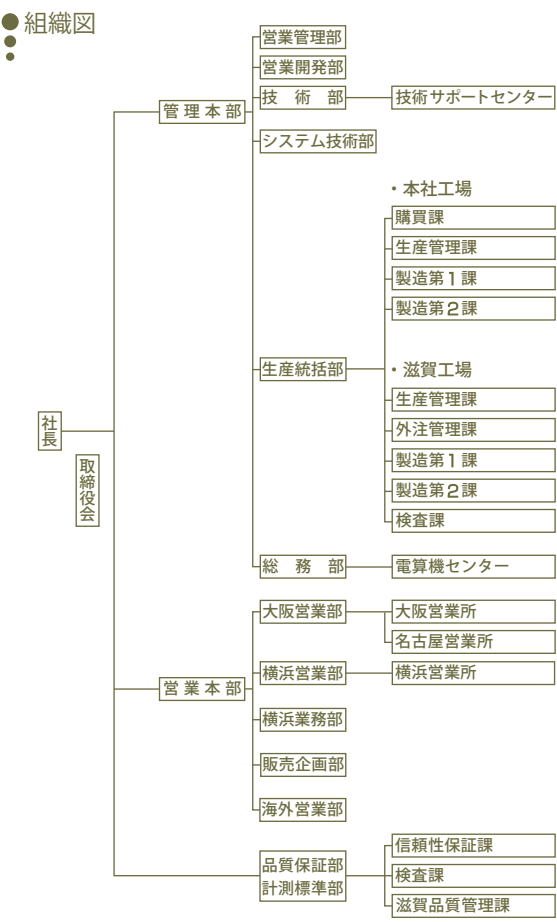 組織図
社長
取締役会
管理本部
営業管理部
営業開発部
技術部
技術サポートセンター
システム技術部
生産統括部
・本社工場
購買課
生産管理課
製造第1課
製造第2課
・滋賀工場
生産管理課
外注管理課
製造第1課
製造第2課
検査課
総務部
電算機センター
営業本部
大阪営業部
大阪営業所
名古屋営業所
横浜営業部
横浜営業所
横浜業務部
販売企画部
海外営業部
品質保証部
計測標準部
信頼性保証課
検査課
滋賀品質管理課